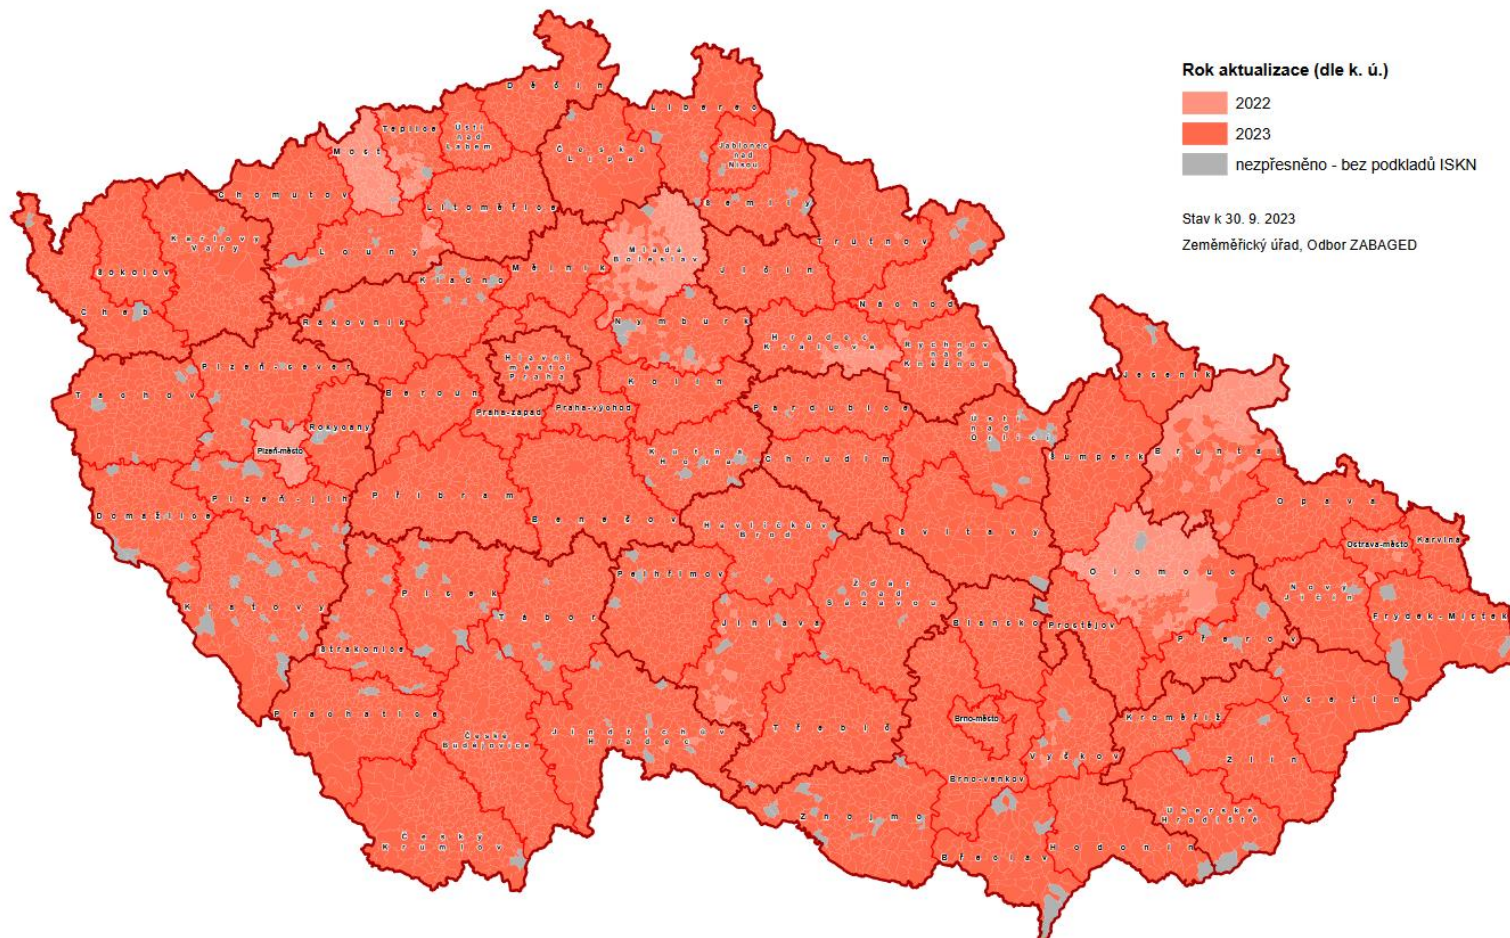 Rok aktualizace (dle k. ú.)
2022
2023
nezpřesněno - bez podkladů ISKN
Stav k 30. 9. 2023
Zeměměřický úřad, Odbor ZABAGED
Děčín
Liberec
Teplice
Ústí
nad
Labem
Most
Česká
Lípa
Jablonec
nad
Nisou
Chomutov
Litoměřice
Semily
Karlovy
Vary
Louny
Mladá
Boleslav
Trutnov
Sokolov
Mělník
Jičín
Kladno
Cheb
Náchod
Rakovník
Nymburk
Hradec
Králové
Rychnov
nad
Kněžnou
Hlavní
město
Praha
Plzeň-sever
Jeseník
Kolín
Tachov
Beroun
Praha-západ
Praha-východ
Pardubice
Rokycany
Ústí
nad
Orlicí
Plzeň-město
Kutná
Hora
Chrudim
Šumperk
Bruntál
Plzeň-jih
Příbram
Opava
Domažlice
Benešov
Havlíčkův
Brod
Svitavy
Ostrava-město
Karviná
Pelhřimov
Olomouc
Žďár
nad
Sázavou
Nový
Jičín
Klatovy
Písek
Tábor
Jihlava
Blansko
Prostějov
Frýdek-Místek
Přerov
Strakonice
Vsetín
Prachatice
Brno-město
Kroměříž
Třebíč
České
Budějovice
Jindřichův
Hradec
Vyškov
Zlín
Brno-venkov
Znojmo
Uherské
Hradiště
Český
Krumlov
Břeclav
Hodonín